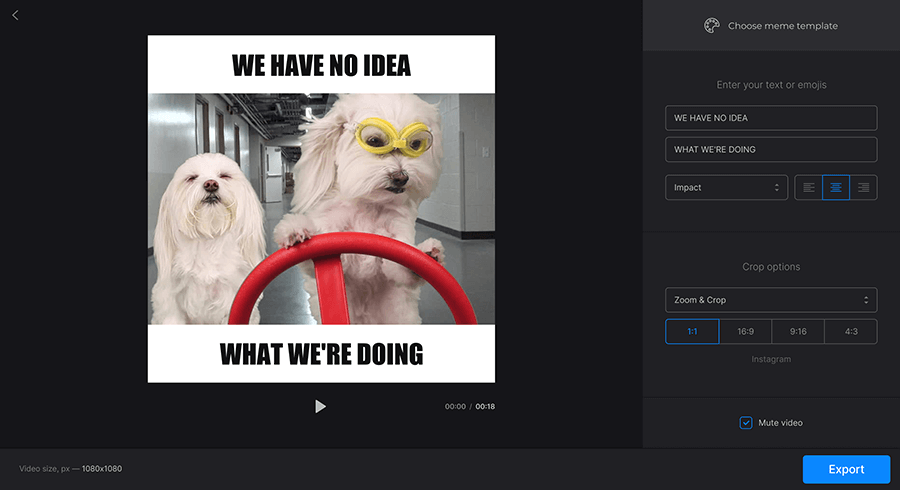 Choose meme template
WE HAVE NO IDEA
WHAT WE'RE DOING
00:00 / 00:18
Enter your text or emojis
WE HAVE NO IDEA
WHAT WE'RE DOING
Impact
Crop options
Zoom & Crop
1:1 16:9 9:16 4:3
Instagram
Mute video
Video size, px — 1080x1080
Export